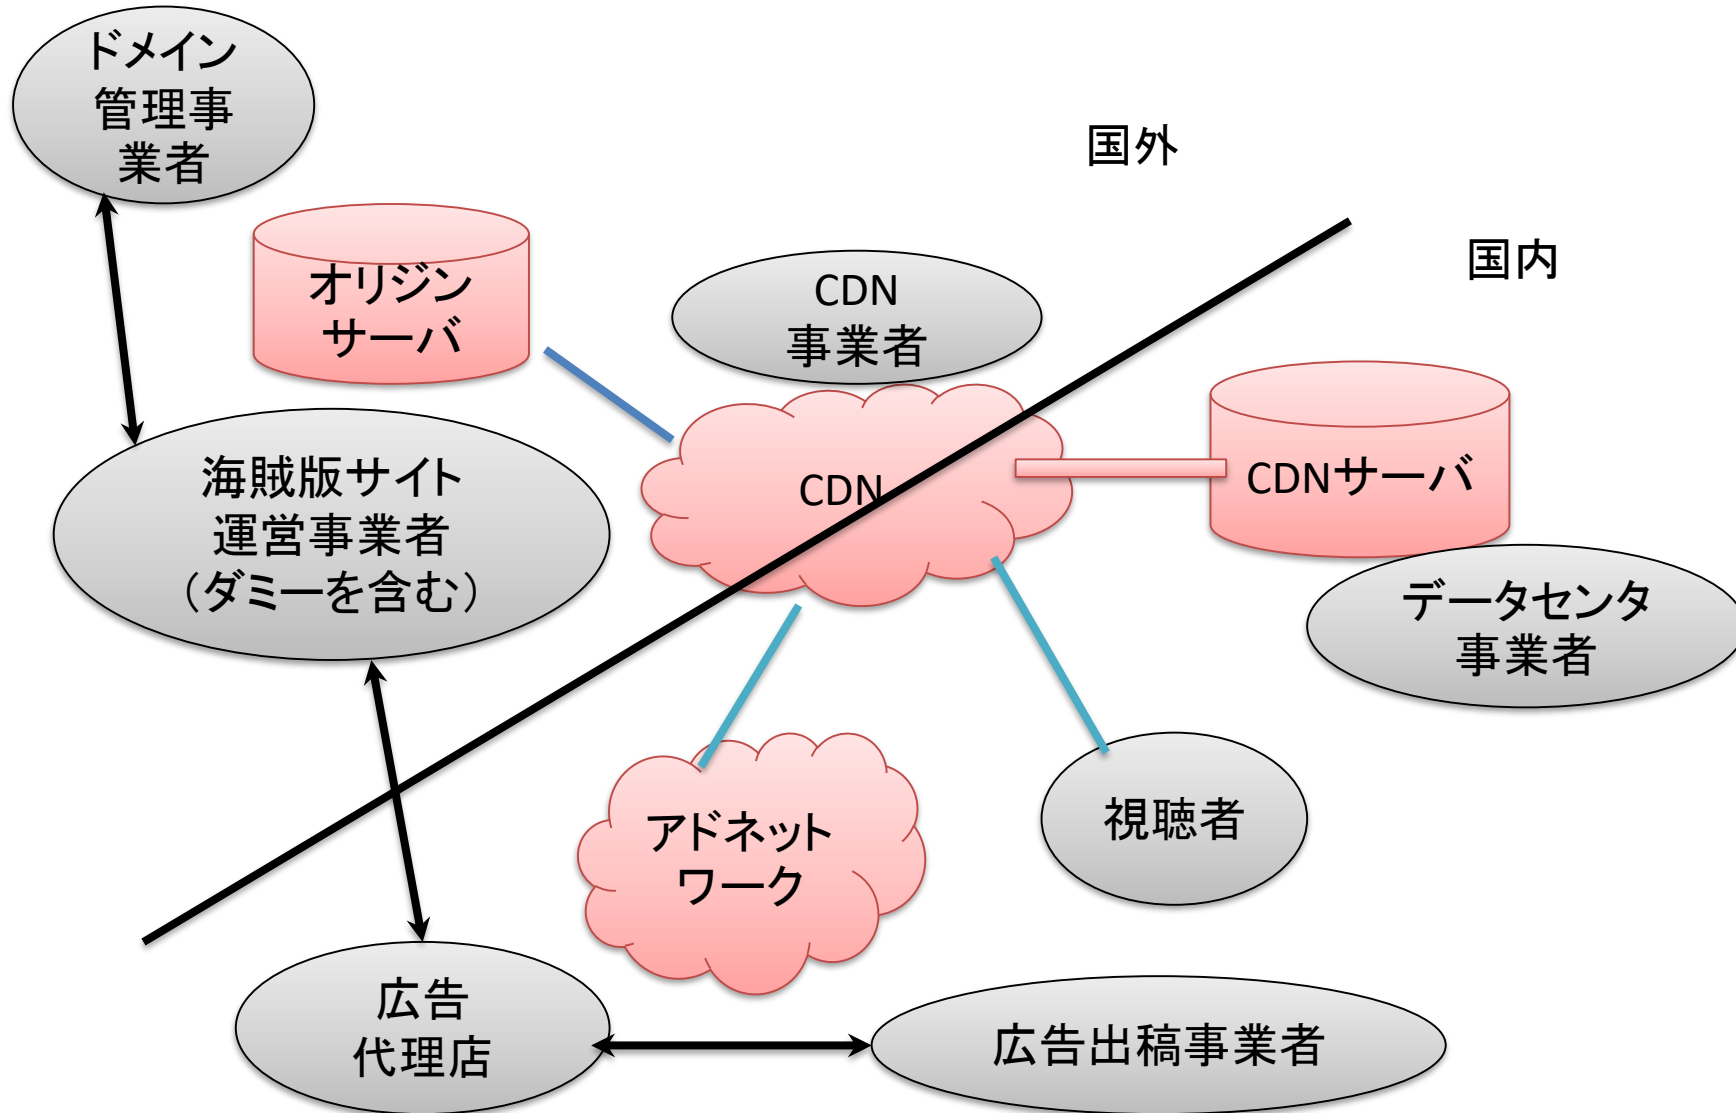 ドメイン
管理事
業者
国外
国内
オリジン
サーバ
CDN
事業者
海賊版サイト
運営事業者
（ダミーを含む）
CDN
CDNサーバ
データセンタ
事業者
アドネット
ワーク
視聴者
広告
代理店
広告出稿事業者